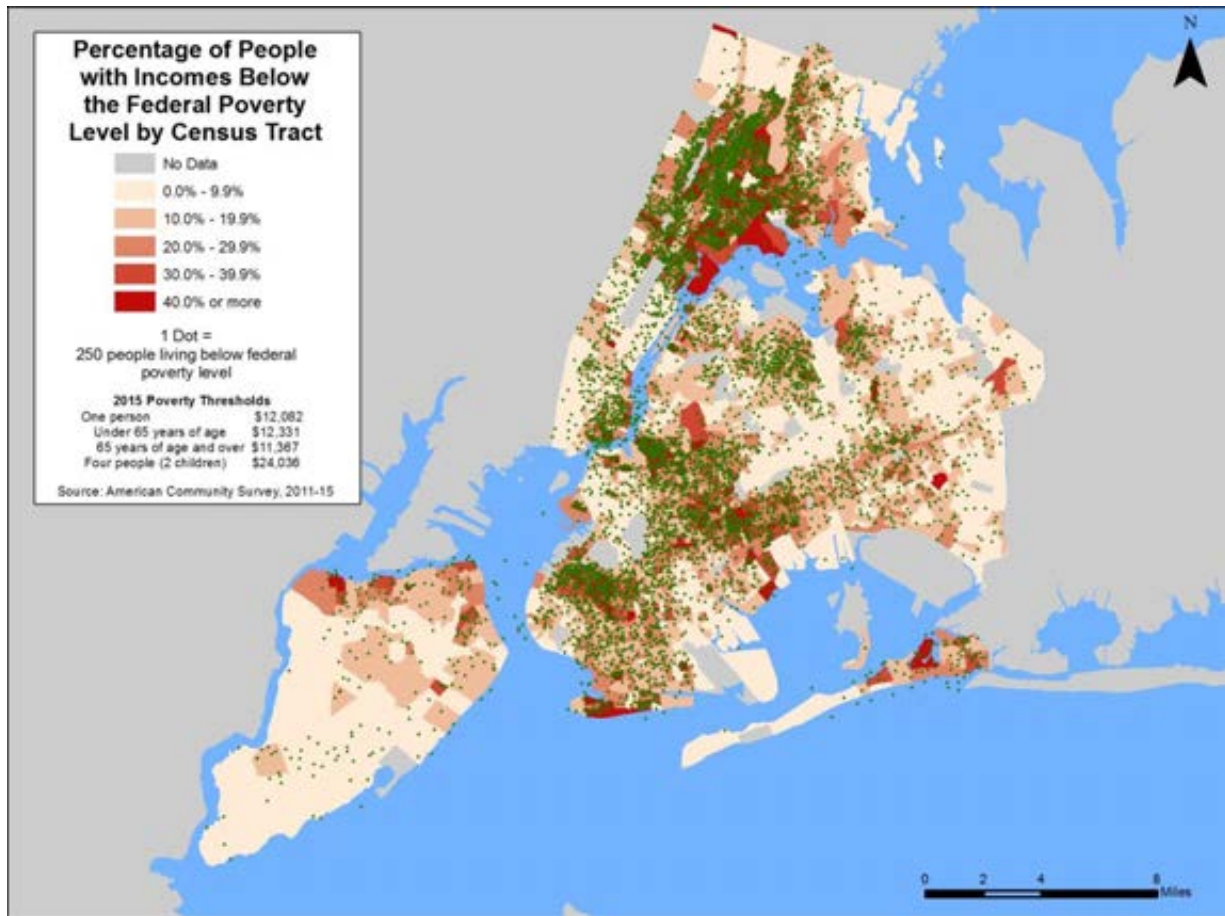 Percentage of People
with Incomes Below
the Federal Poverty
Level by Census Tract
No Data
0.0% - 9.9%
10.0% - 19.9%
20.0% - 29.9%
30.0% - 39.9%
40.0% or more
1 Dot =
250 people living below federal
poverty level
2015 Poverty Thresholds
One person $12,082
Under 65 years of age $12,331
65 years of age and over $11,367
Four people (2 children) $24,036
Source: American Community Survey, 2011-15
N
0 2 4 8
Miles